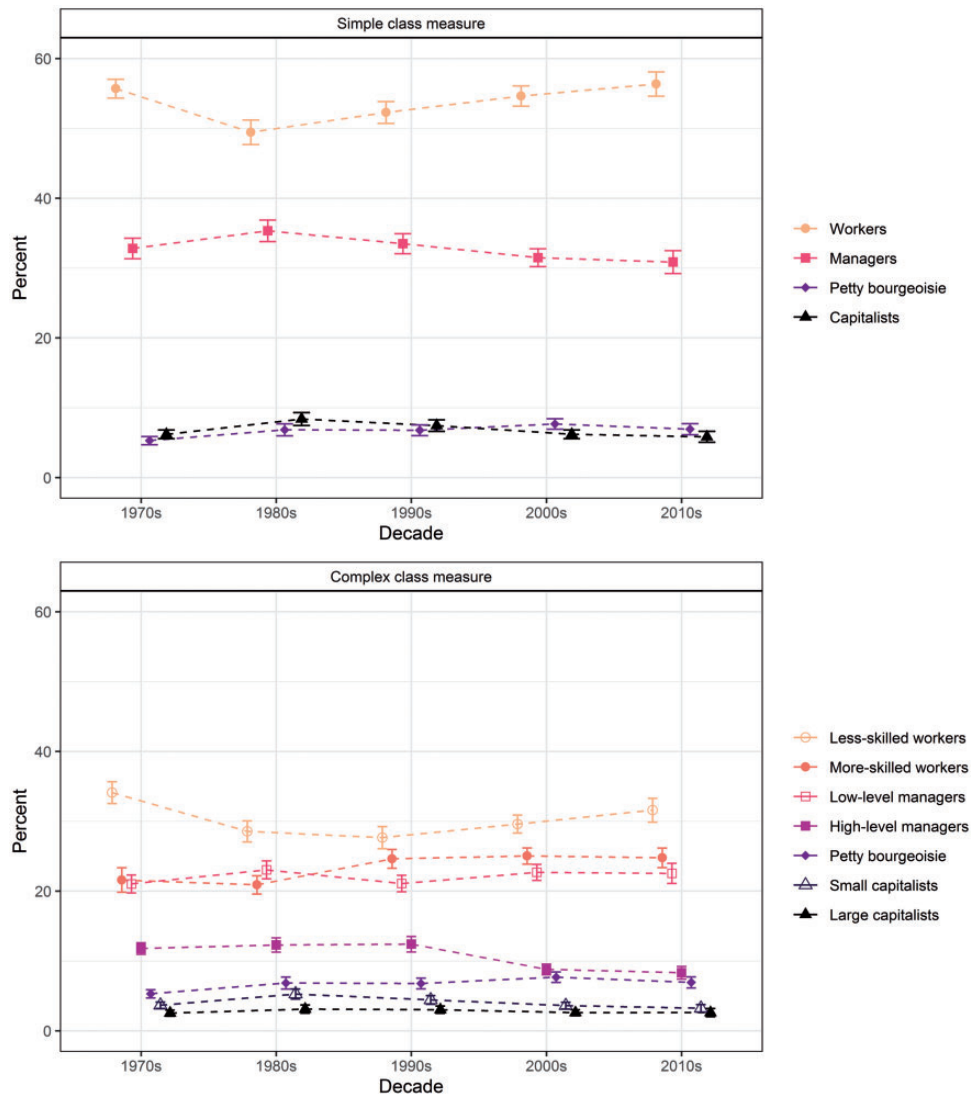 Simple class measure
60
40
20
0
Percent
1970s 1980s 1990s 2000s 2010s
Decade
Workers
Managers
Petty bourgeoisie
Capitalists
Complex class measure
60
40
20
0
Percent
1970s 1980s 1990s 2000s 2010s
Decade
Less-skilled workers
More-skilled workers
Low-level managers
High-level managers
Petty bourgeoisie
Small capitalists
Large capitalists